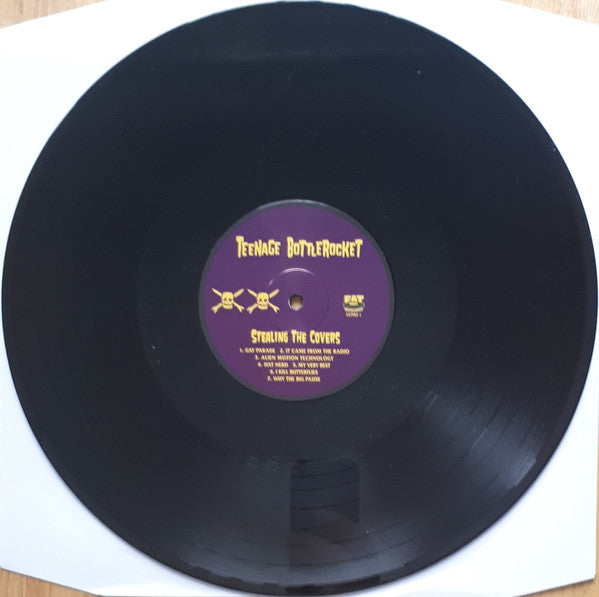 TEENAGE BOTTLEROCKET
FAT
STEALING THE COVERS
1. GAY PARADE 2. IT CAME FROM THE RADIO
3. ALIEN MOTION TECHNOLOGY
4. HAT NERD 5. MY VERY BEST
6. I KILL BUTTERFLIES
7. WHY THE BIG PAUSE